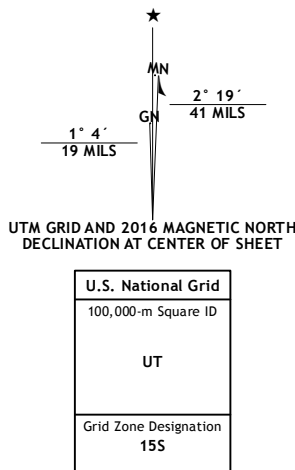 ★
MN
2° 19´
41 MILS
GN
1° 4´
19 MILS
UTM GRID AND 2016 MAGNETIC NORTH
DECLINATION AT CENTER OF SHEET
U.S. National Grid
100,000-m Square ID
UT
Grid Zone Designation
15S